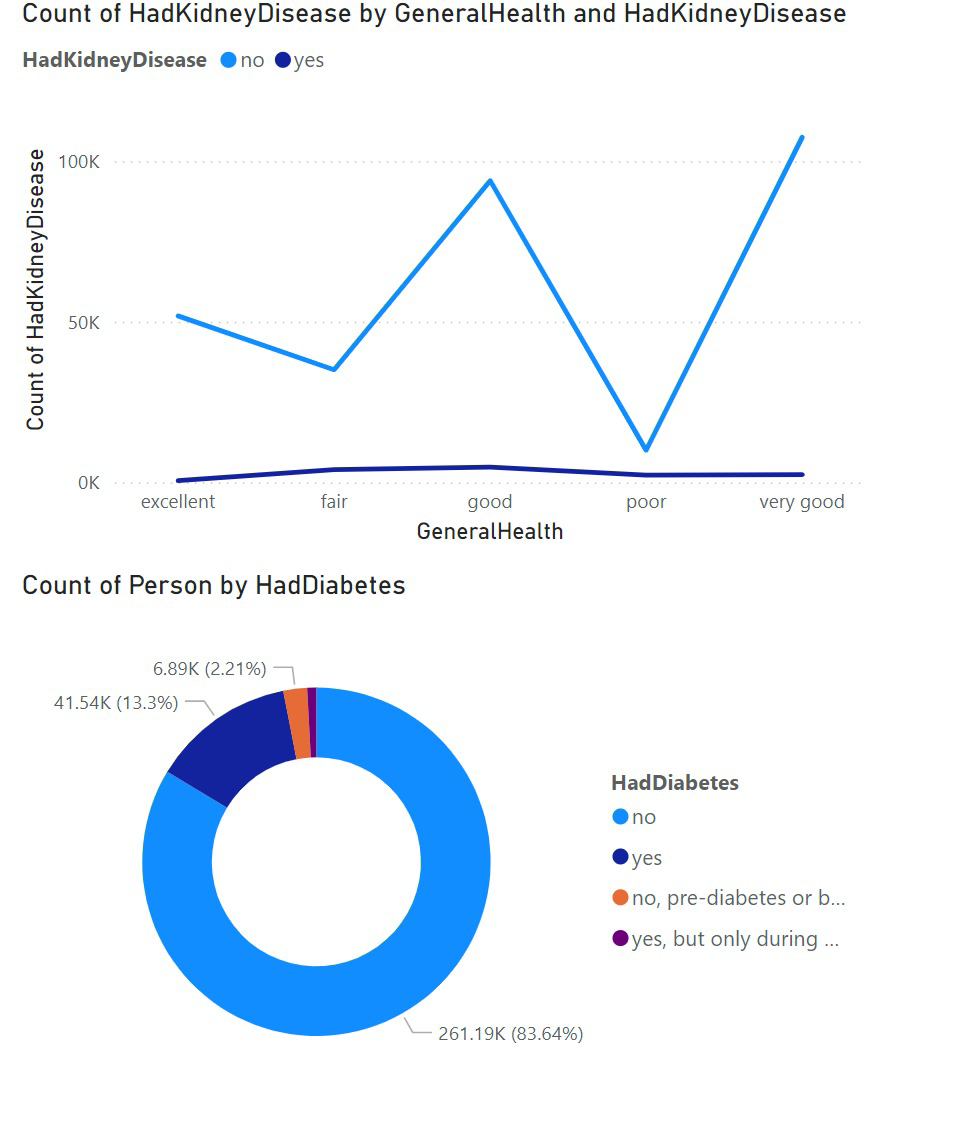 Count of HadKidneyDisease by GeneralHealth and HadKidneyDisease
HadKidneyDisease no yes
Count of HadKidneyDisease
100K
50K
0K
excellent fair good poor very good
GeneralHealth
Count of Person by HadDiabetes
6.89K (2.21%)
41.54K (13.3%)
HadDiabetes
no
yes
no, pre-diabetes or b...
yes, but only during ...
261.19K (83.64%)